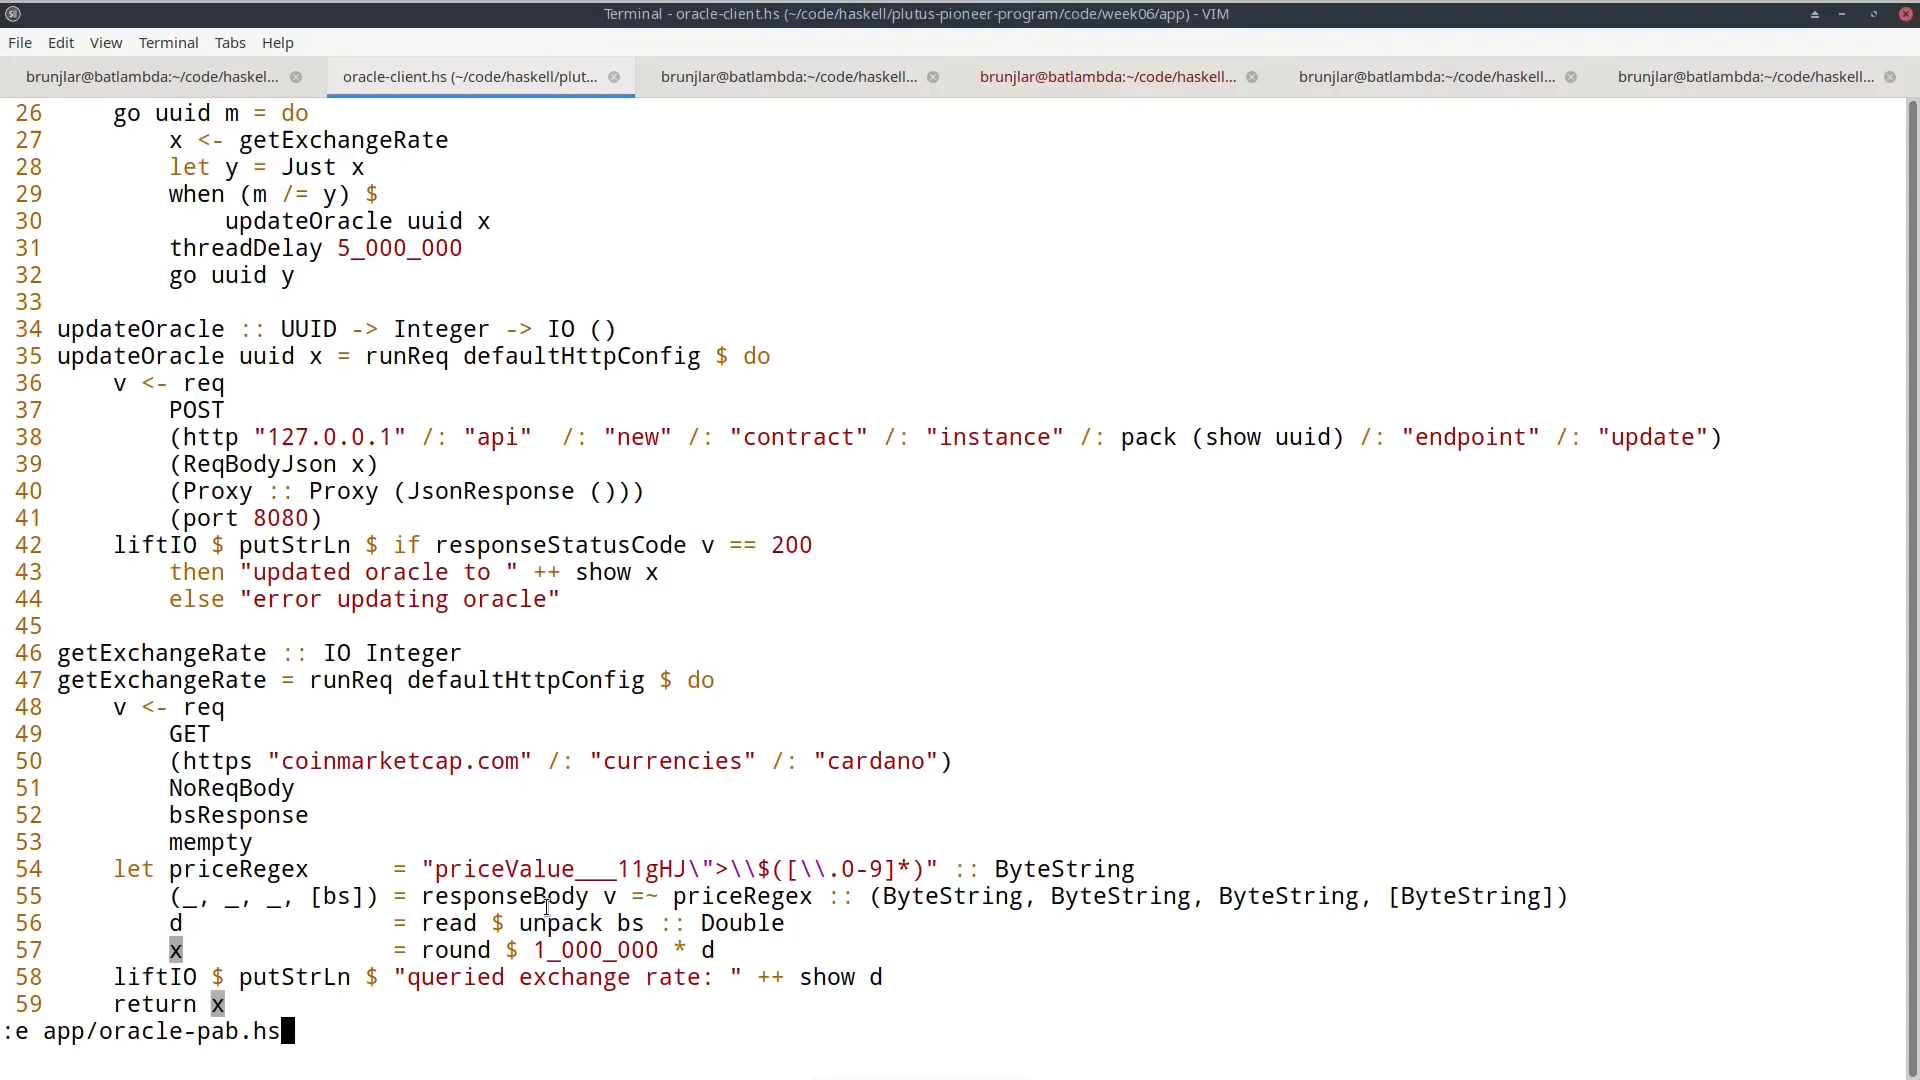 Terminal - oracle-client.hs (~/code/haskell/plutus-pioneer-program/code/week06/app) - VIM
File Edit View Terminal Tabs Help
brunjlar@batlambda:~/code/haskel... oracle-client.hs (~/code/haskell/plut... brunjlar@batlambda:~/code/haskell... brunjlar@batlambda:~/code/haskell... brunjlar@batlambda:~/code/haskell... brunjlar@batlambda:~/code/haskell...
26     go uuid m = do
27         x <- getExchangeRate
28         let y = Just x
29         when (m /= y) $
30             updateOracle uuid x
31         threadDelay 5_000_000
32         go uuid y
33
34 updateOracle :: UUID -> Integer -> IO ()
35 updateOracle uuid x = runReq defaultHttpConfig $ do
36     v <- req
37         POST
38         (http "127.0.0.1" /: "api"  /: "new" /: "contract" /: "instance" /: pack (show uuid) /: "endpoint" /: "update")
39         (ReqBodyJson x)
40         (Proxy :: Proxy (JsonResponse ()))
41         (port 8080)
42     liftIO $ putStrLn $ if responseStatusCode v == 200
43         then "updated oracle to " ++ show x
44         else "error updating oracle"
45
46 getExchangeRate :: IO Integer
47 getExchangeRate = runReq defaultHttpConfig $ do
48     v <- req
49         GET
50         (https "coinmarketcap.com" /: "currencies" /: "cardano")
51         NoReqBody
52         bsResponse
53         mempty
54     let priceRegex      = "priceValue___11gHJ\">\\$([\\.0-9]*)" :: ByteString
55         (_, _, _, [bs]) = responseBody v =~ priceRegex :: (ByteString, ByteString, ByteString, [ByteString])
56         d               = read $ unpack bs :: Double
57         x               = round $ 1_000_000 * d
58     liftIO $ putStrLn $ "queried exchange rate: " ++ show d
59     return x
:e app/oracle-pab.hs